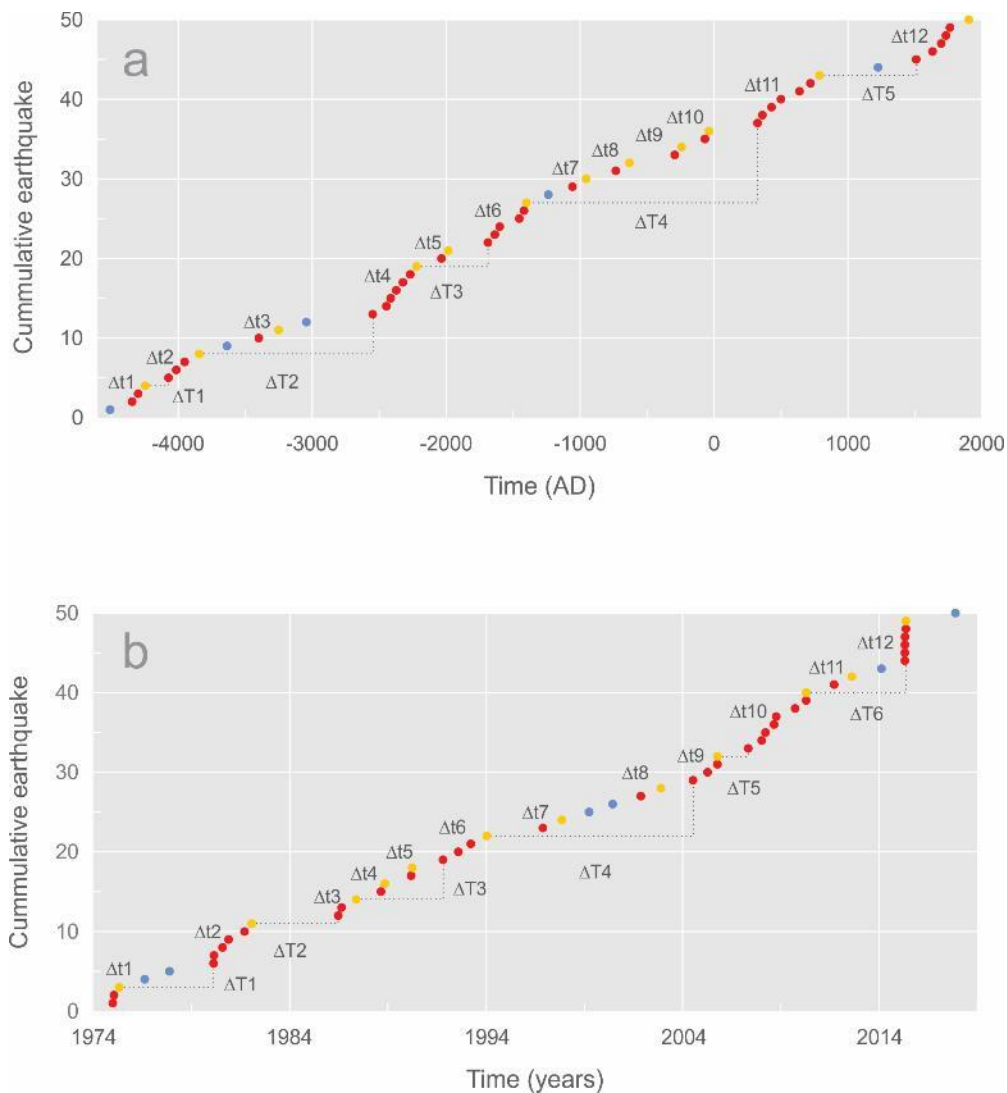 a
Cummulative earthquake
50
40
30
20
10
0
Δt1
Δt2
Δt3
Δt4
Δt5
Δt6
Δt7
Δt8
Δt9
Δt10
Δt11
Δt12
ΔT1
ΔT2
ΔT3
ΔT4
ΔT5
-4000 -3000 -2000 -1000 0 1000 2000
Time (AD)
b
Cummulative earthquake
50
40
30
20
10
0
Δt1
Δt2
Δt3
Δt4
Δt5
Δt6
Δt7
Δt8
Δt9
Δt10
Δt11
Δt12
ΔT1
ΔT2
ΔT3
ΔT4
ΔT5
ΔT6
1974 1984 1994 2004 2014
Time (years)